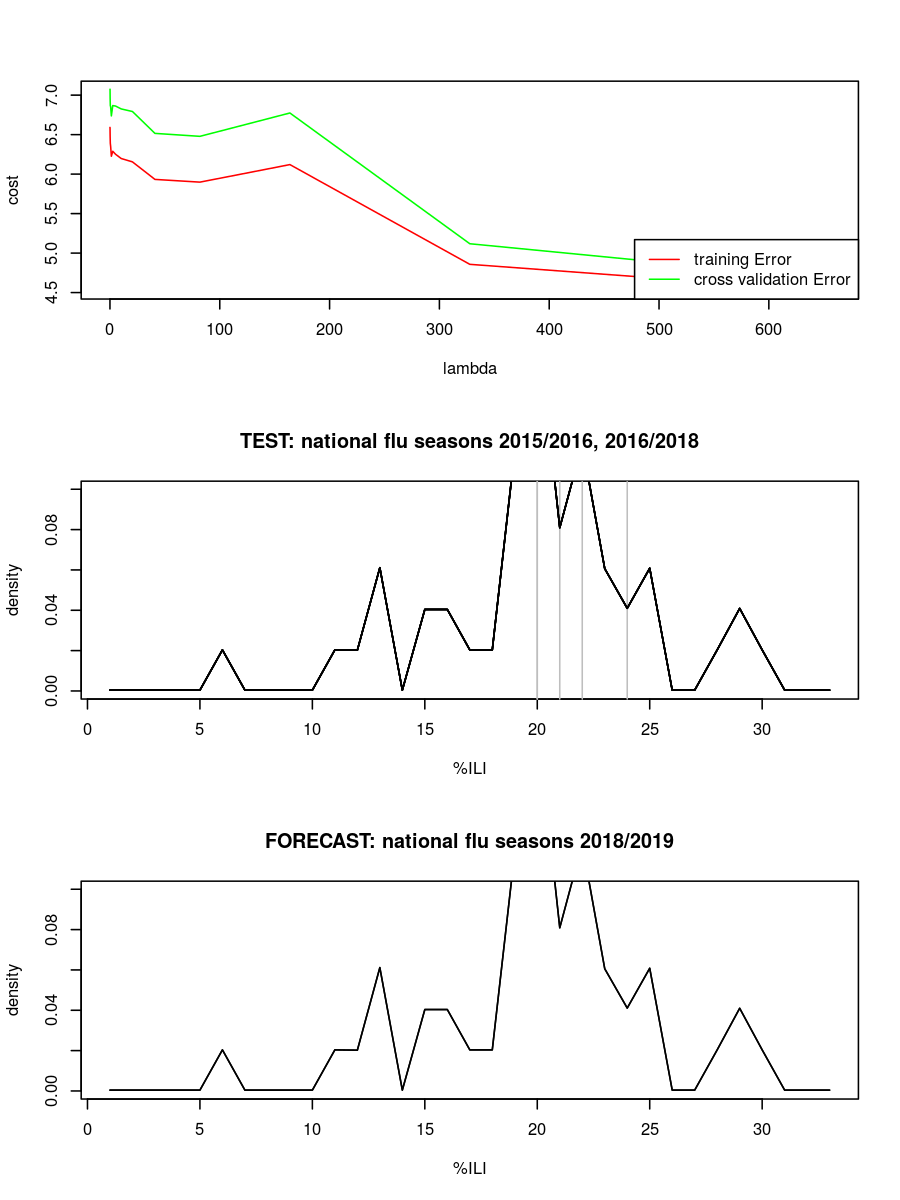 7.0
6.5
6.0
5.5
5.0
4.5
cost
training Error
cross validation Error
0 100 200 300 400 500 600
lambda
TEST: national flu seasons 2015/2016, 2016/2018
0.08
0.04
0.00
density
0 5 10 15 20 25 30
%ILI
FORECAST: national flu seasons 2018/2019
0.08
0.04
0.00
density
0 5 10 15 20 25 30
%ILI